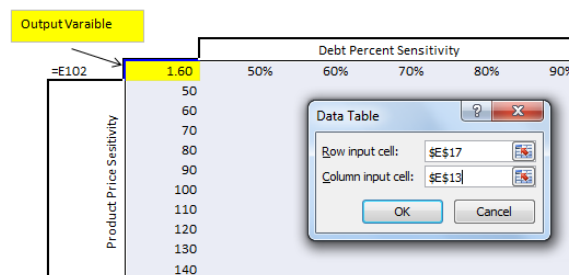 Output Varaible
Debt Percent Sensitivity
=E102 1.60 50% 60% 70% 80% 90%
Product Price Sesitivity
50
60
70
80
90
100
110
120
130
140
Data Table
Row input cell: $E$17
Column input cell: $E$13
OK Cancel